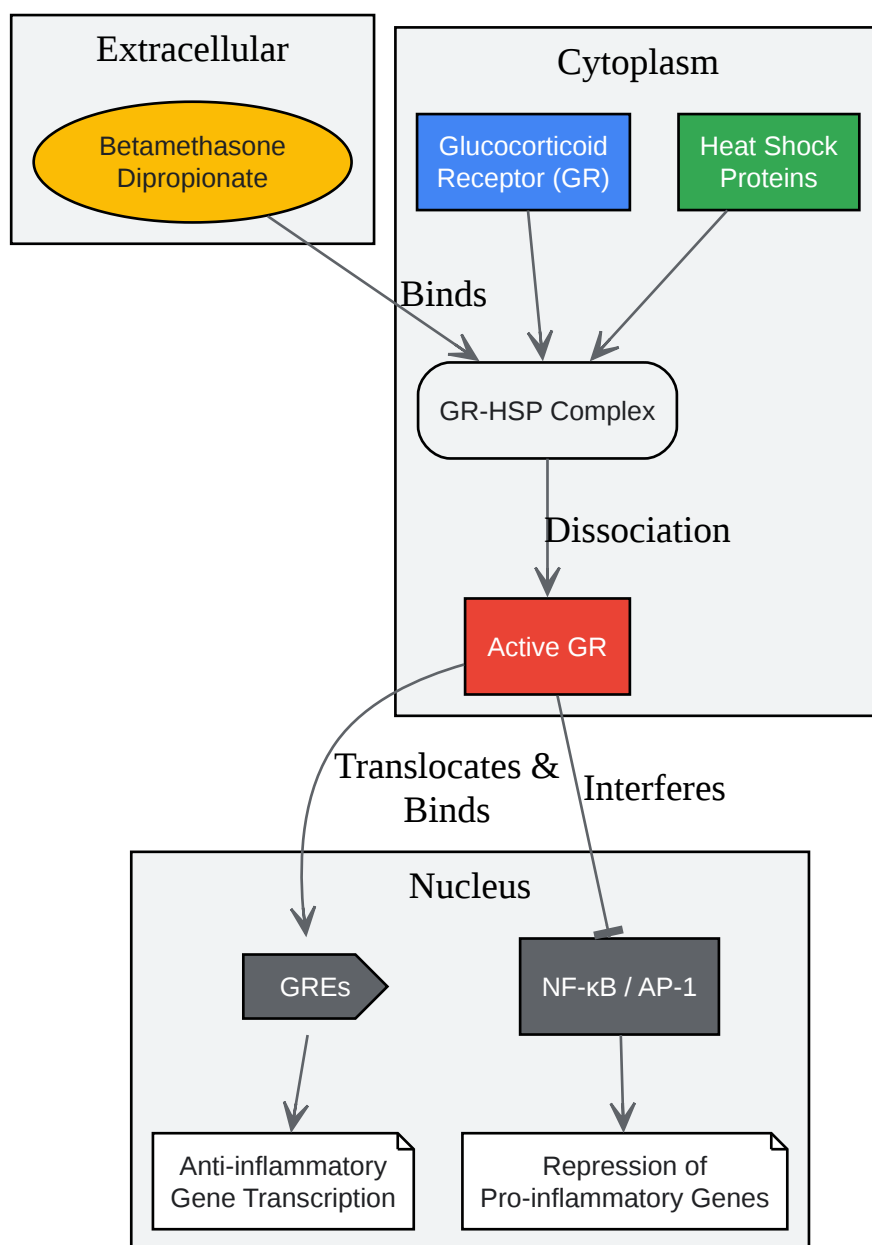 Extracellular
Betamethasone
Dipropionate
Cytoplasm
Glucocorticoid
Receptor (GR)
Heat Shock
Proteins
Binds
GR-HSP Complex
Dissociation
Active GR
Translocates &
Binds
Interferes
Nucleus
GREs
NF-κB / AP-1
Anti-inflammatory
Gene Transcription
Repression of
Pro-inflammatory Genes